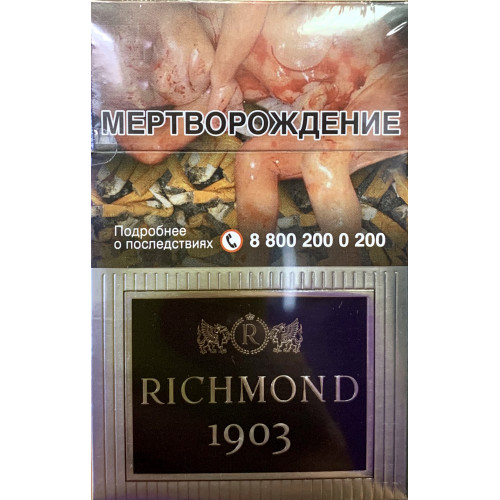 МЕРТВОРОЖДЕНИЕ
Подробнее
о последствиях 8 800 200 0 200
R
RICHMOND
1903